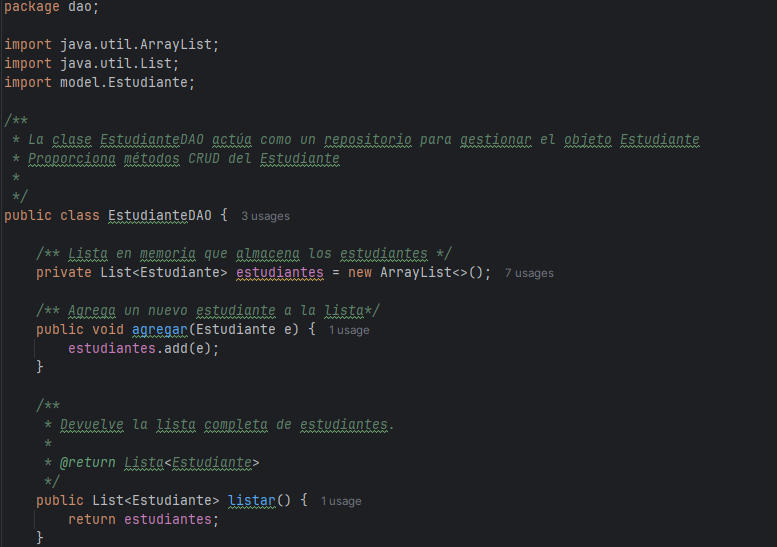 package dao;
import java.util.ArrayList;
import java.util.List;
import model.Estudiante;
/**
* La clase EstudianteDAO actúa como un repositorio para gestionar el objeto Estudiante
* Proporciona métodos CRUD del Estudiante
*
*/
public class EstudianteDAO { 3 usages
/** Lista en memoria que almacena los estudiantes */
private List<Estudiante> estudiantes = new ArrayList<>(); 7 usages
/** Agrega un nuevo estudiante a la lista*/
public void agregar(Estudiante e) { 1 usage
estudiantes.add(e);
}
/**
* Devuelve la lista completa de estudiantes.
*
* @return Lista<Estudiante>
*/
public List<Estudiante> listar() { 1 usage
return estudiantes;
}